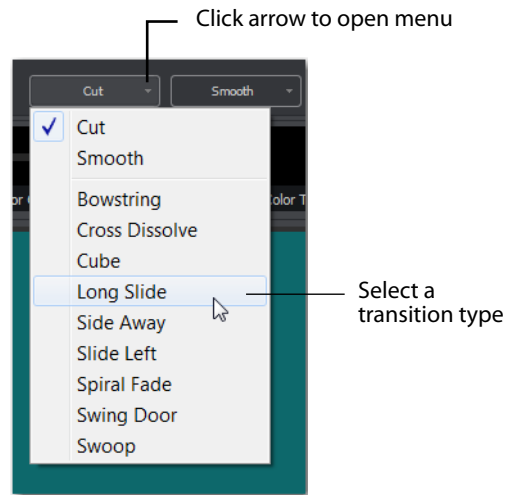 Click arrow to open menu
Cut
Smooth
Cut
Smooth
Bowstring
Cross Dissolve
Cube
Long Slide
Side Away
Slide Left
Spiral Fade
Swing Door
Swoop
Select a
transition type